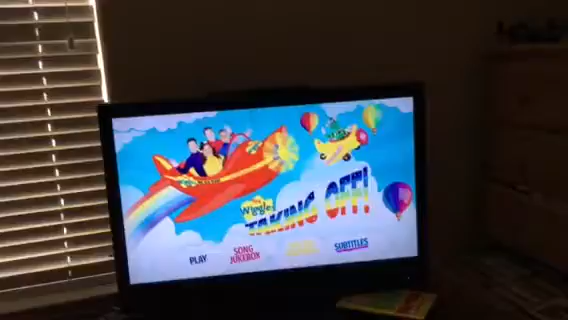 The Wiggles
TAKING OFF!
PLAY
SONG JUKEBOX
SUBTITLES